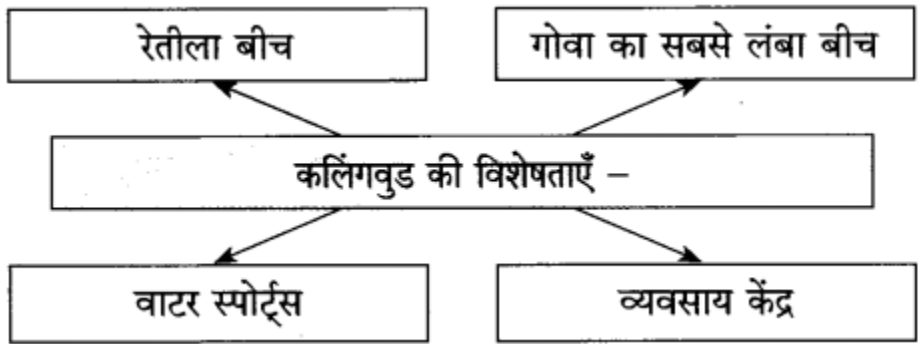 रेतीला बीच
गोवा का सबसे लंबा बीच
कलिंगवुड की विशेषताएँ –
वाटर स्पोर्ट्स
व्यवसाय केंद्र